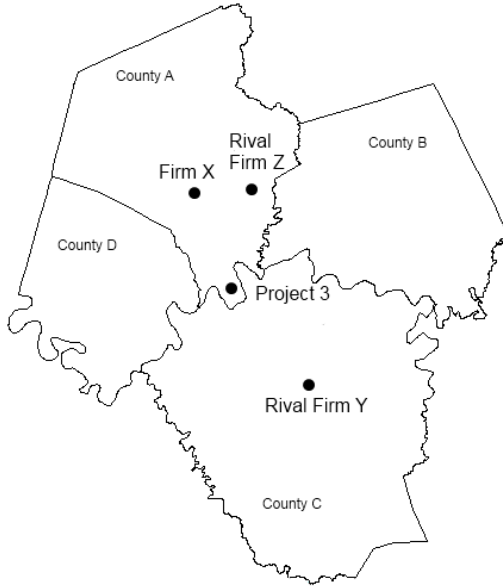 County A
Rival
Firm Z
County B
Firm X
County D
Project 3
Rival Firm Y
County C